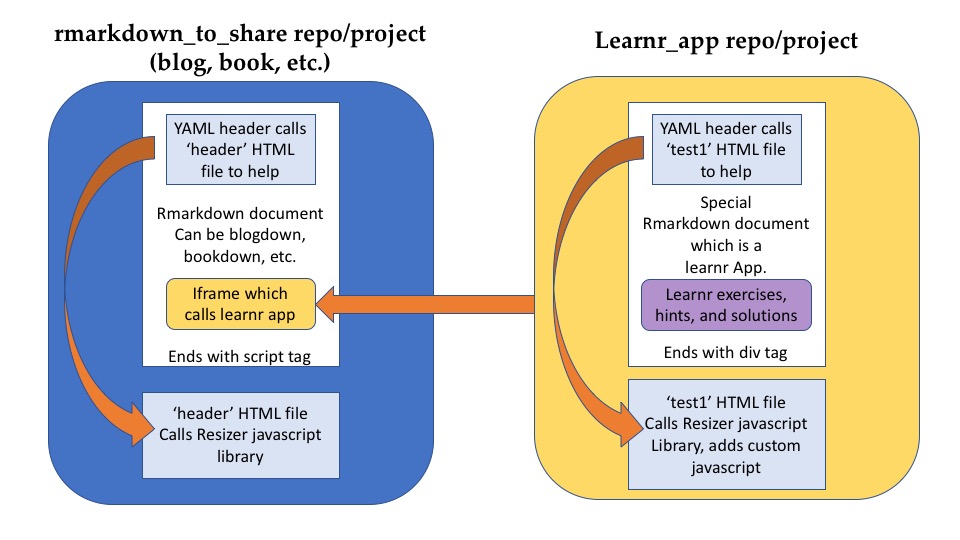 rmarkdown_to_share repo/project
(blog, book, etc.)
YAML header calls
‘header’ HTML
file to help
Rmarkdown document
Can be blogdown,
bookdown, etc.
Iframe which
calls learnr app
Ends with script tag
‘header’ HTML file
Calls Resizer javascript
library
Learnr_app repo/project
YAML header calls
‘test1’ HTML file
to help
Special
Rmarkdown document
which is a
learnr App.
Learnr exercises,
hints, and solutions
Ends with div tag
‘test1’ HTML file
Calls Resizer javascript
Library, adds custom
javascript